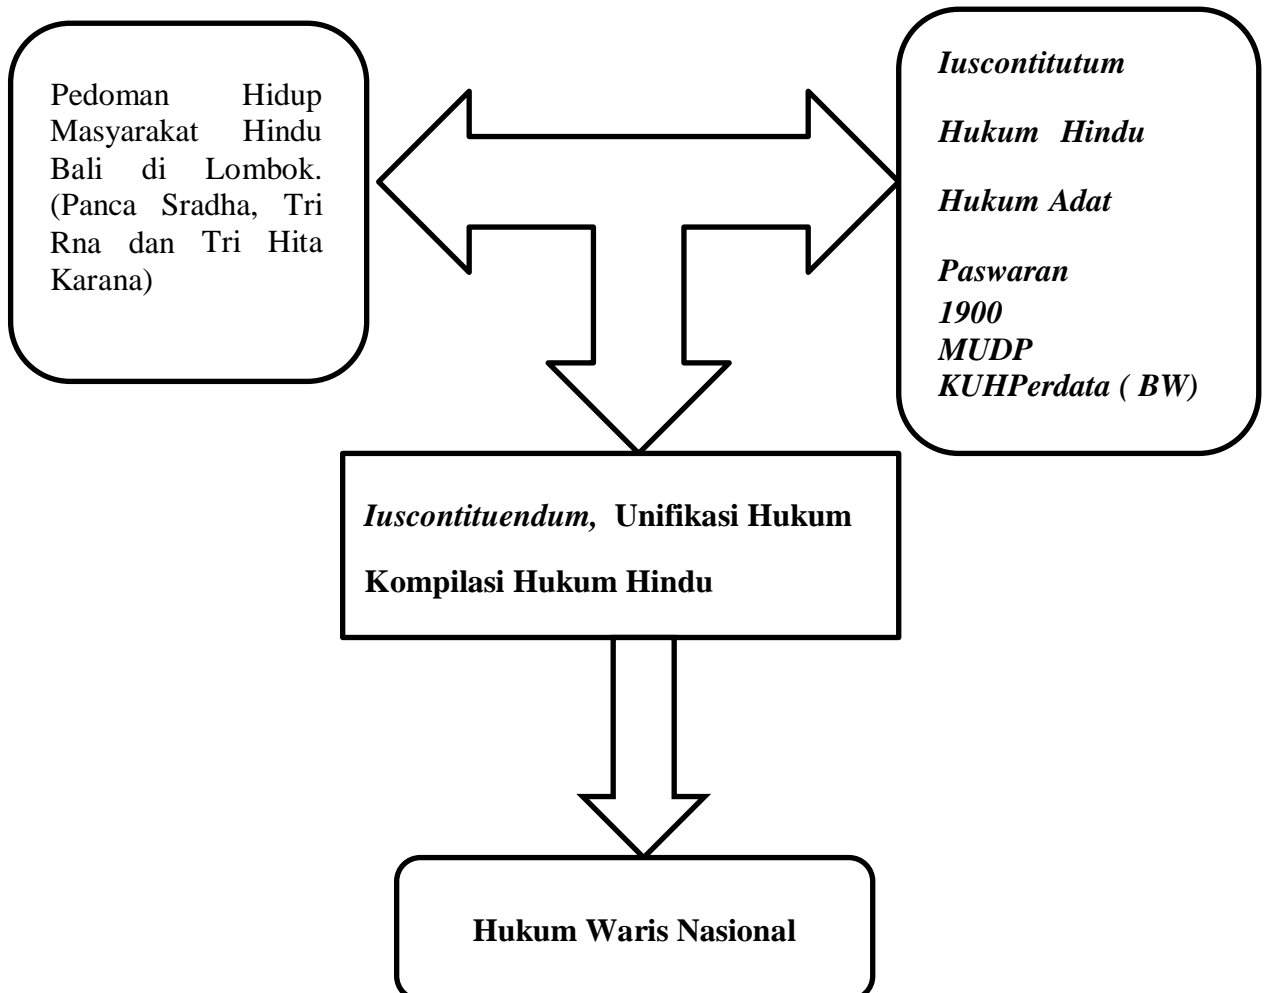 Pedoman Hidup
Masyarakat Hindu
Bali di Lombok.
(Panca Sradha, Tri
Rna dan Tri Hita
Karana)
Iuscontitutum
Hukum Hindu
Hukum Adat
Paswaran
1900
MUDP
KUHPerdata ( BW)
Iuscontituendum, Unifikasi Hukum
Kompilasi Hukum Hindu
Hukum Waris Nasional